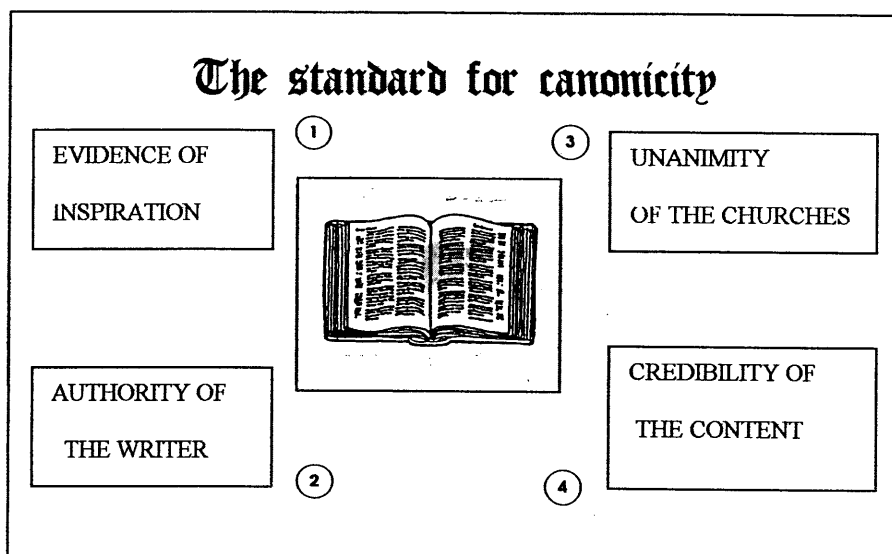 The standard for canonicity
1
EVIDENCE OF
INSPIRATION
2
AUTHORITY OF
THE WRITER
3
UNANIMITY
OF THE CHURCHES
4
CREDIBILITY OF
THE CONTENT